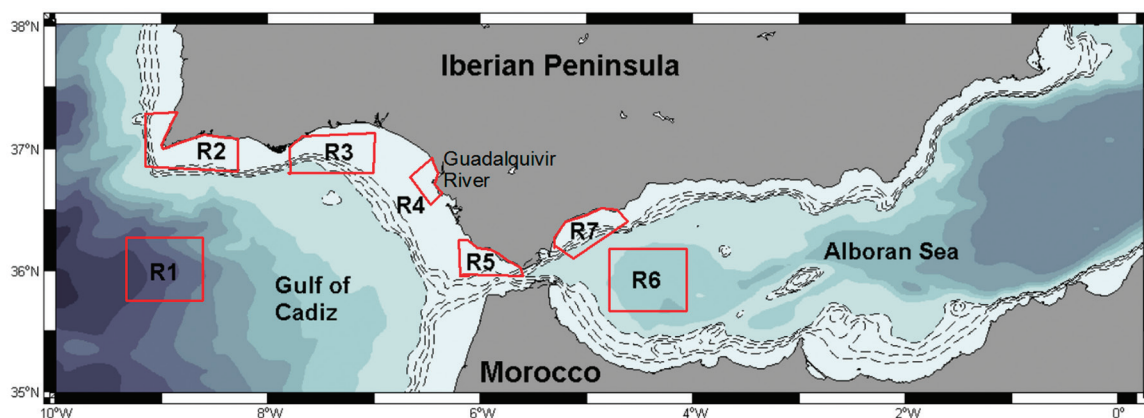 38°N
Iberian Peninsula
37°N
R2
R3
Guadalquivir
River
R4
R7
R5
R1
R6
Alboran Sea
36°N
Gulf of
Cadiz
Morocco
35°N
10°W
8°W
6°W
4°W
2°W
0°